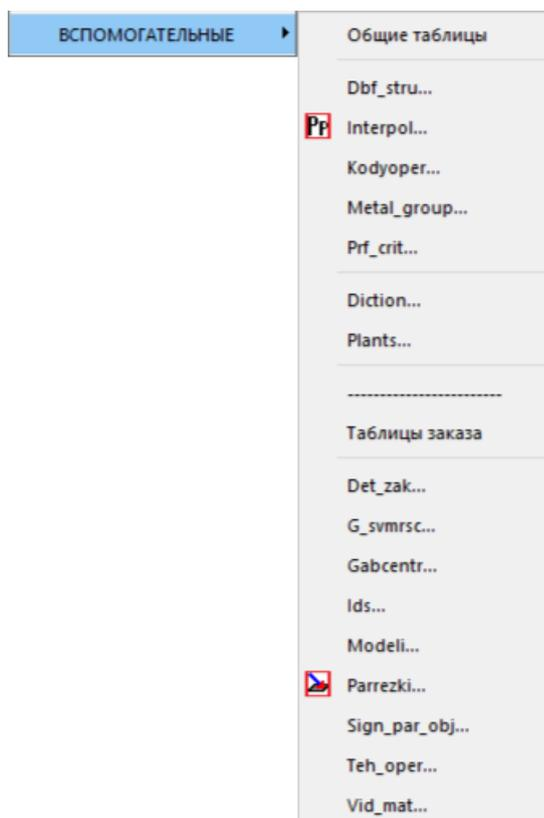 ВСПОМОГАТЕЛЬНЫЕ
Общие таблицы
Dbf_stru...
PP Interpol...
Kodyoper...
Metal_group...
Prf_crit...
Diction...
Plants...
------------------------
Таблицы заказа
Det_zak...
G_svmrsc...
Gabcentr...
Ids...
Modeli...
Parrezki...
Sign_par_obj...
Teh_oper...
Vid_mat...